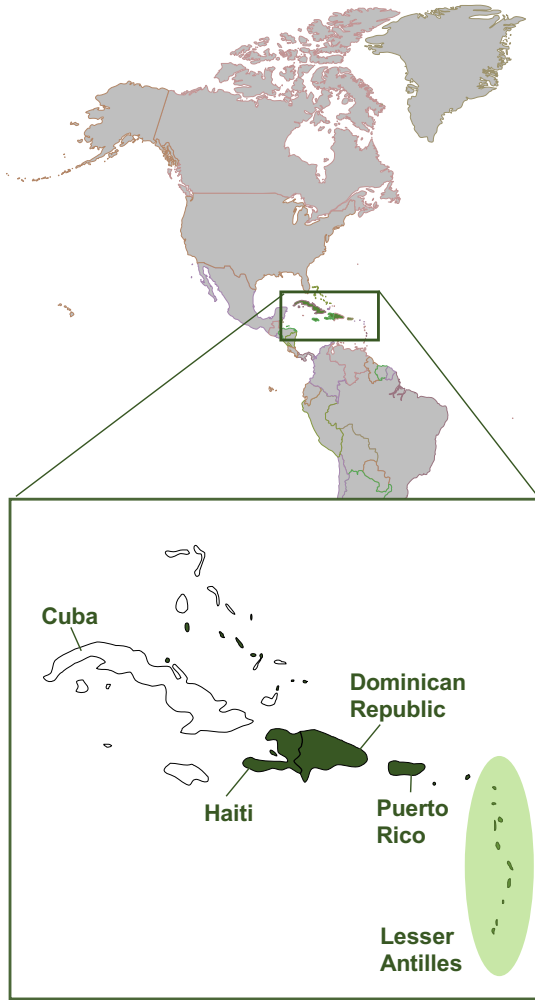 Cuba
Dominican
Republic
Haiti
Puerto
Rico
Lesser
Antilles